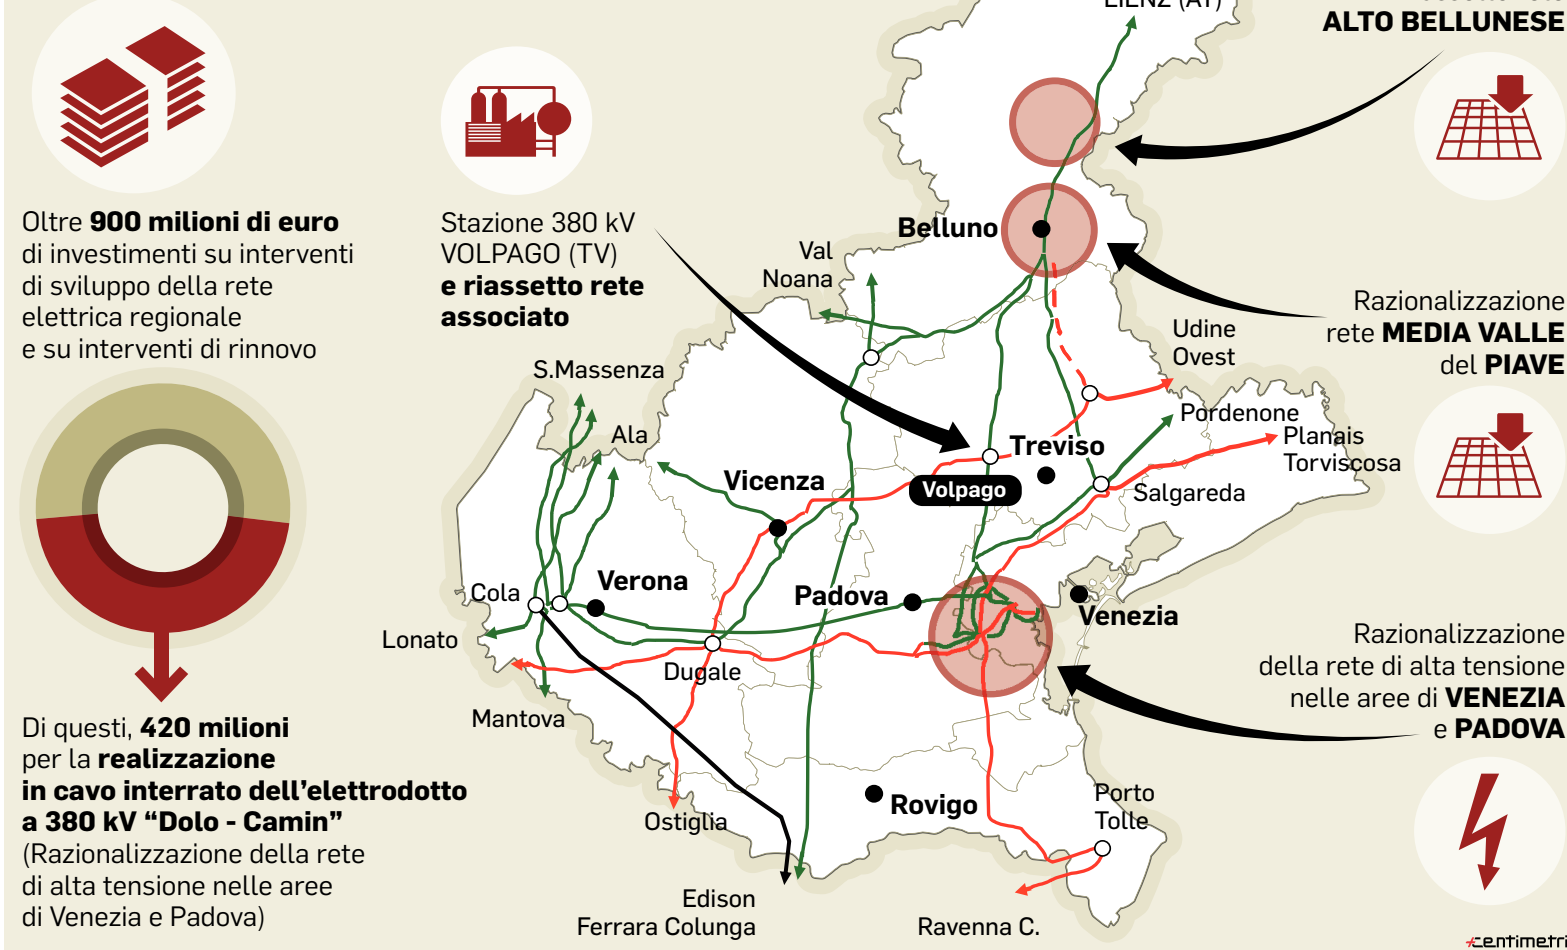 LIENZ (AT)
ALTO BELLUNESE
Oltre 900 milioni di euro
di investimenti su interventi
di sviluppo della rete
elettrica regionale
e su interventi di rinnovo
Di questi, 420 milioni
per la realizzazione
in cavo interrato dell'elettrodotto
a 380 kV “Dolo - Camin”
(Razionalizzazione della rete
di alta tensione nelle aree
di Venezia e Padova)
Stazione 380 kV
VOLPAGO (TV)
e riassetto rete
associato
Belluno
Val
Noana
Razionalizzazione
rete MEDIA VALLE
del PIAVE
Udine
Ovest
S.Massenza
Ala
Pordenone
Planais
Torviscosa
Treviso
Vicenza
Volpago
Salgareda
Cola
Verona
Padova
Venezia
Lonato
Dugale
Mantova
Razionalizzazione
della rete di alta tensione
nelle aree di VENEZIA
e PADOVA
Ostiglia
Rovigo
Porto
Tolle
Edison
Ferrara Colunga
Ravenna C.
centimetri